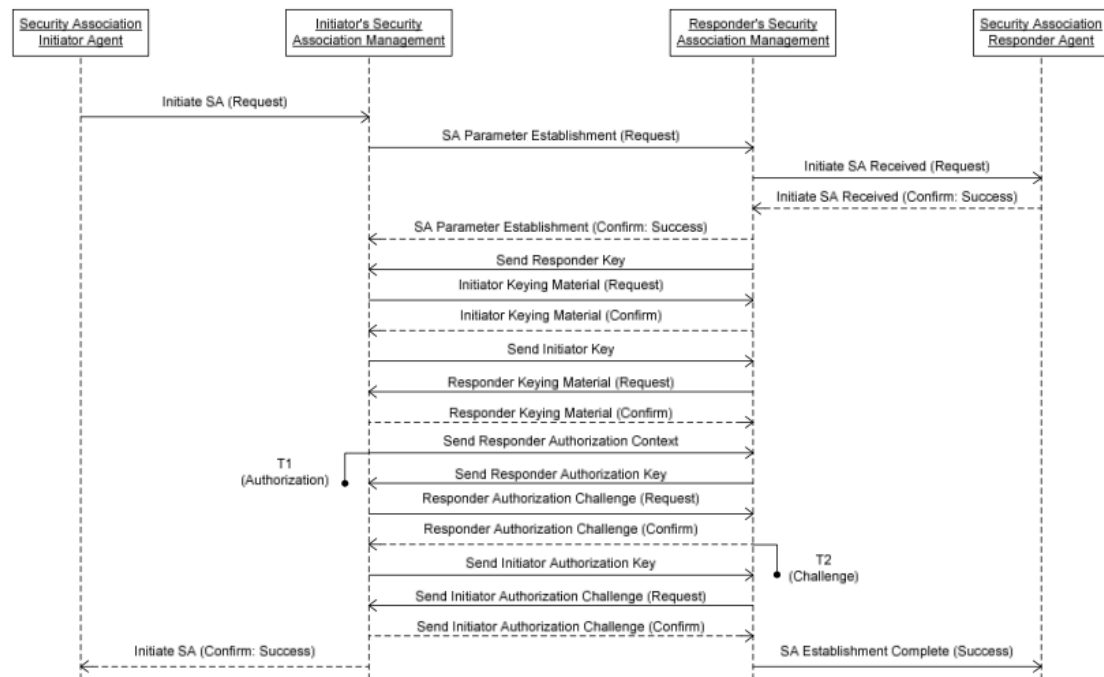 Security Association
Initiator Agent
Initiator's Security
Association Management
Responder's Security
Association Management
Security Association
Responder Agent
Initiate SA (Request)
SA Parameter Establishment (Request)
Initiate SA Received (Request)
Initiate SA Received (Confirm: Success)
SA Parameter Establishment (Confirm: Success)
Send Responder Key
Initiator Keying Material (Request)
Initiator Keying Material (Confirm)
Send Initiator Key
Responder Keying Material (Request)
Responder Keying Material (Confirm)
Send Responder Authorization Context
T1
(Authorization)
Send Responder Authorization Key
Responder Authorization Challenge (Request)
Responder Authorization Challenge (Confirm)
Send Initiator Authorization Key
T2
(Challenge)
Send Initiator Authorization Challenge (Request)
Send Initiator Authorization Challenge (Confirm)
Initiate SA (Confirm: Success)
SA Establishment Complete (Success)